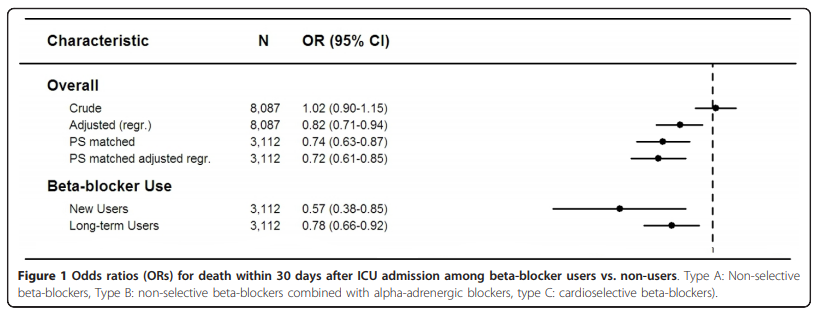 Characteristic N OR (95% CI)
Overall
Crude 8,087 1.02 (0.90-1.15)
Adjusted (regr.) 8,087 0.82 (0.71-0.94)
PS matched 3,112 0.74 (0.63-0.87)
PS matched adjusted regr. 3,112 0.72 (0.61-0.85)
Beta-blocker Use
New Users 3,112 0.57 (0.38-0.85)
Long-term Users 3,112 0.78 (0.66-0.92)
Figure 1 Odds ratios (ORs) for death within 30 days after ICU admission among beta-blocker users vs. non-users. Type A: Non-selective
beta-blockers, Type B: non-selective beta-blockers combined with alpha-adrenergic blockers, type C: cardioselective beta-blockers).